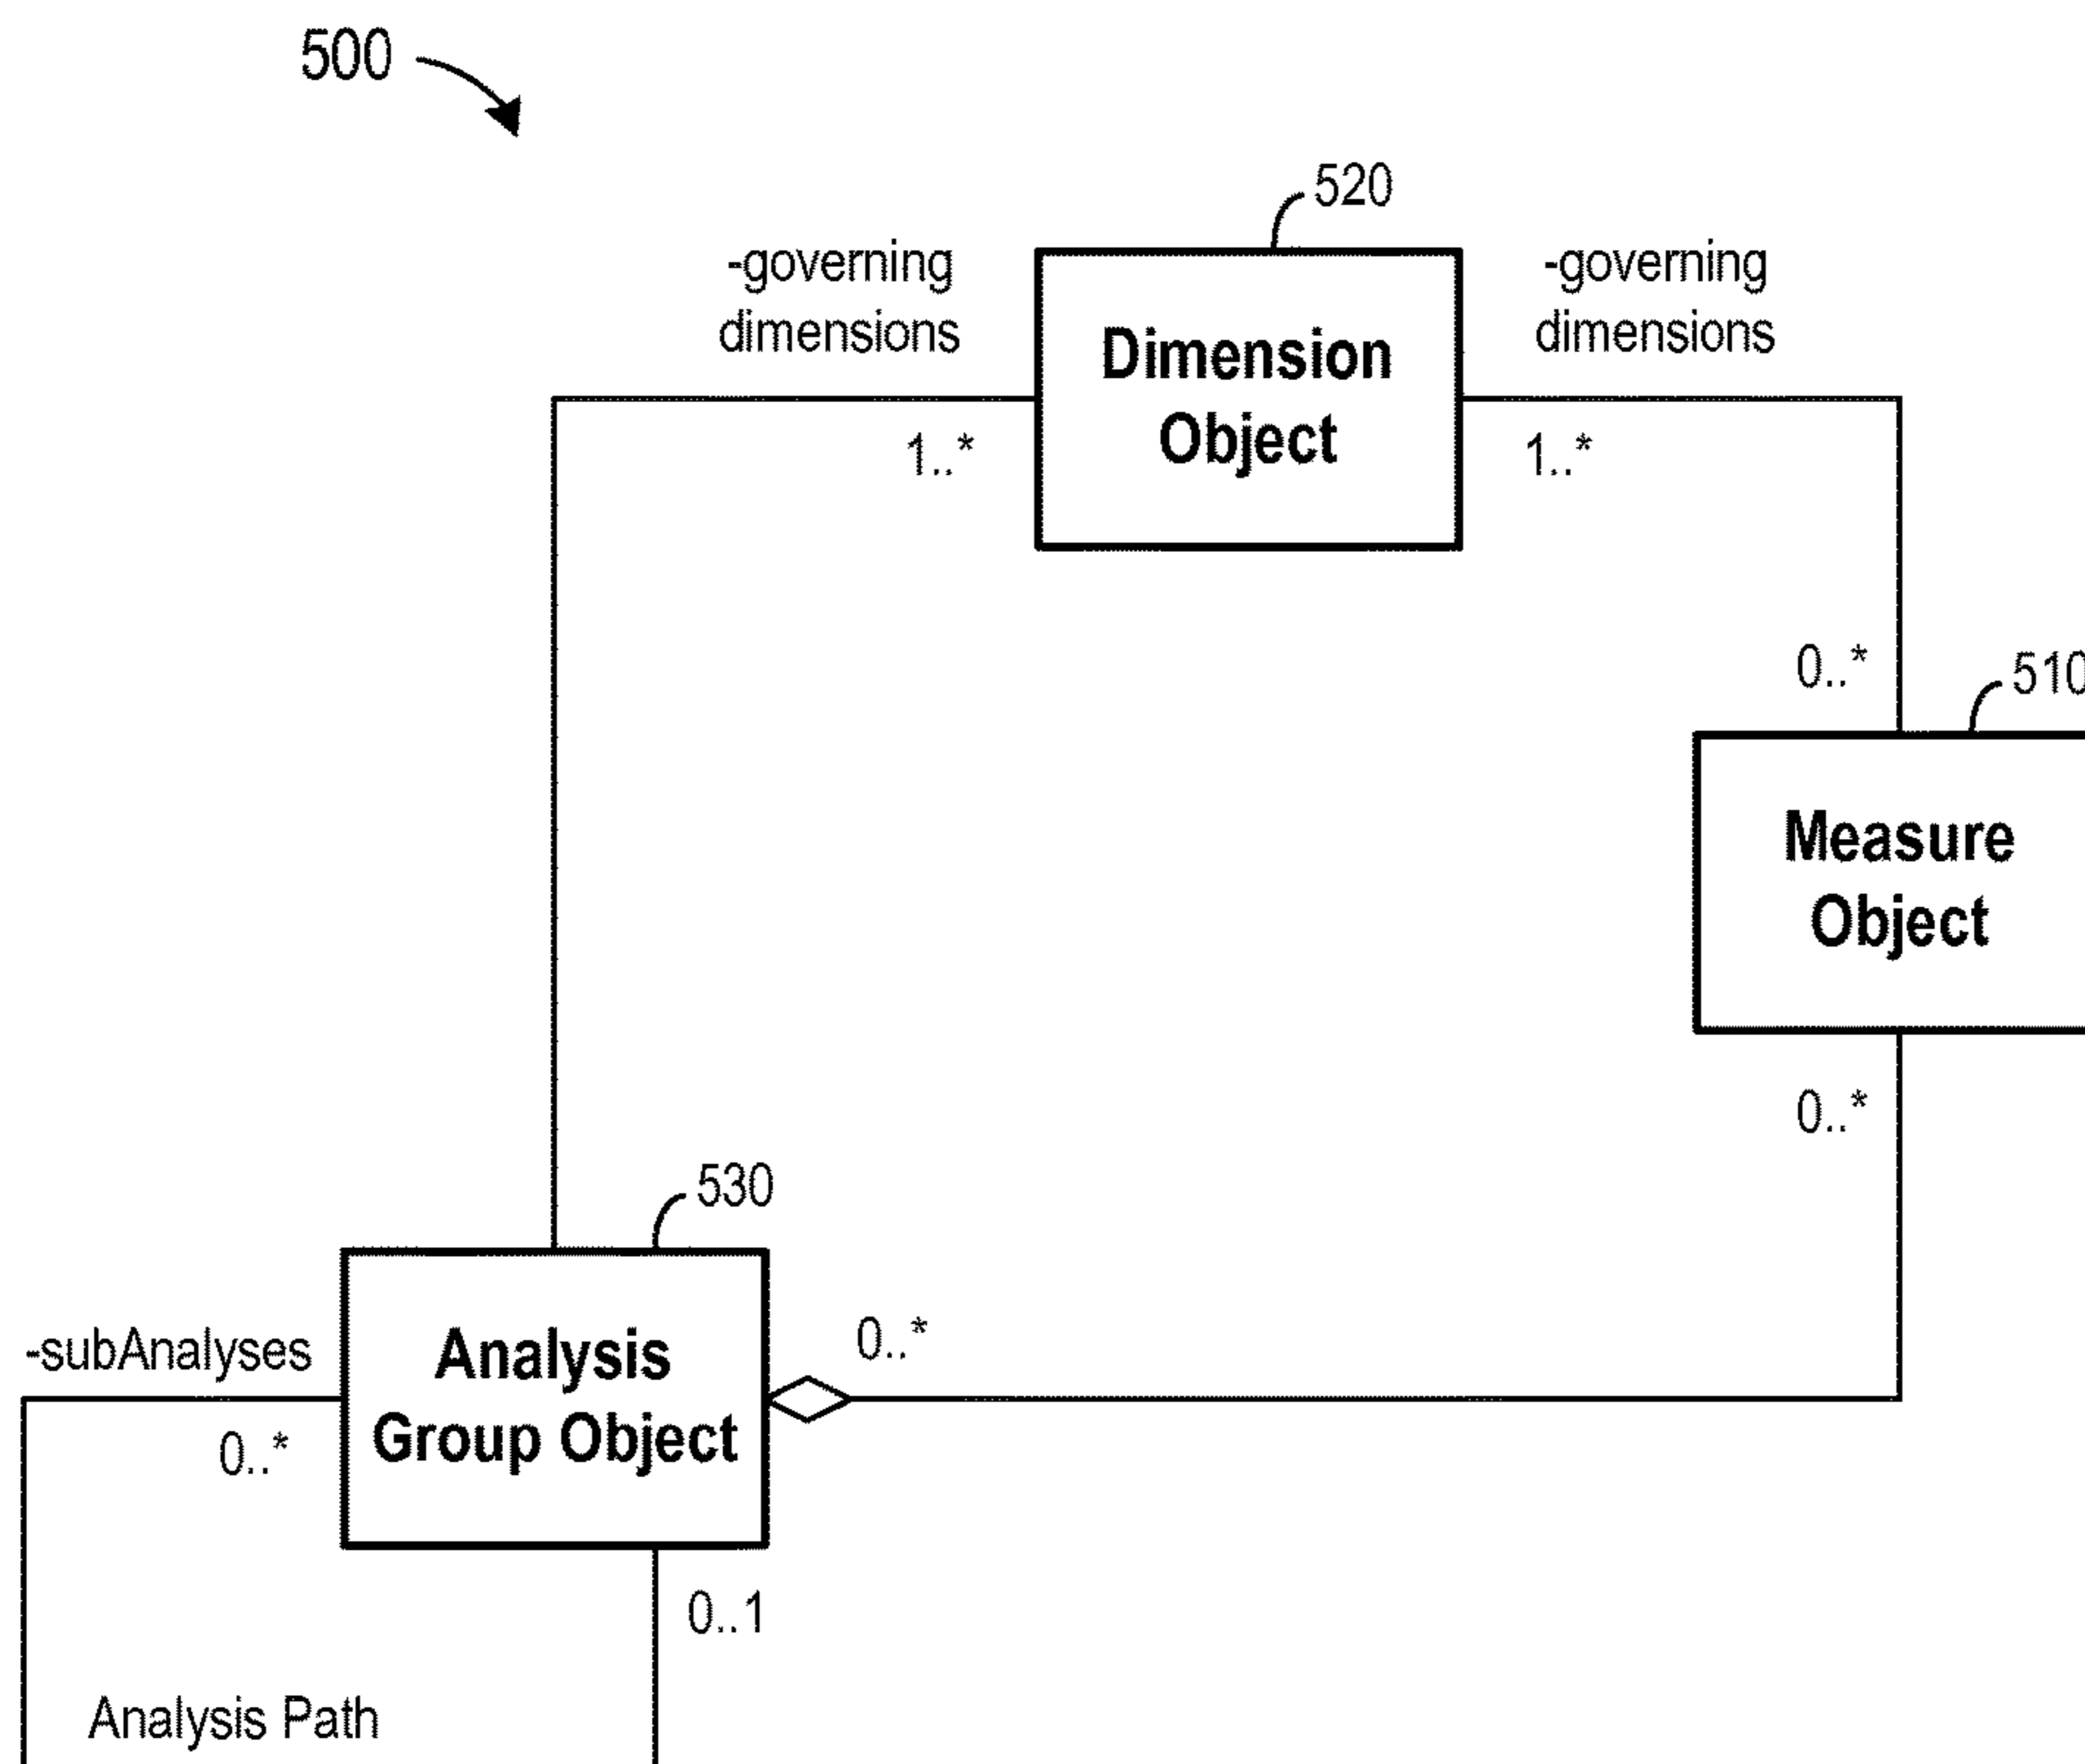 500
520
-governing
dimensions
Dimension
Object
-governing
dimensions
1..*
1..*
0..*
510
Measure
Object
0..*
530
-subAnalyses
Analysis
Group Object
0..*
0..*
0..1
Analysis Path